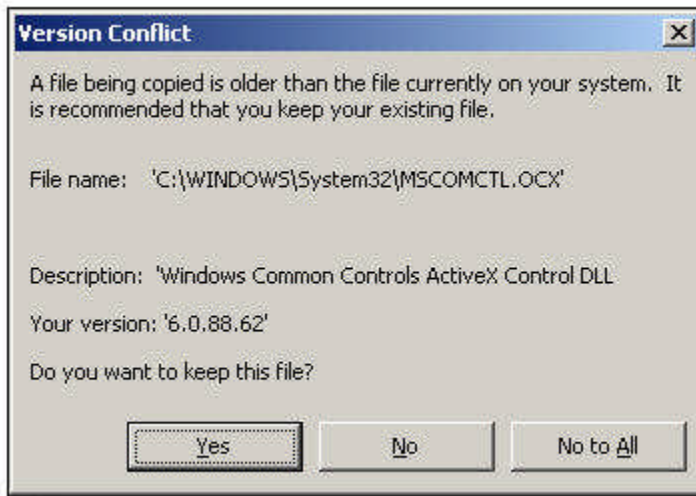 Version Conflict
A file being copied is older than the file currently on your system.  It
is recommended that you keep your existing file.
File name:    'C:\WINDOWS\System32\MSCOMCTL.OCX'
Description:  'Windows Common Controls ActiveX Control DLL
Your version: '6.0.88.62'
Do you want to keep this file?
Yes No No to All